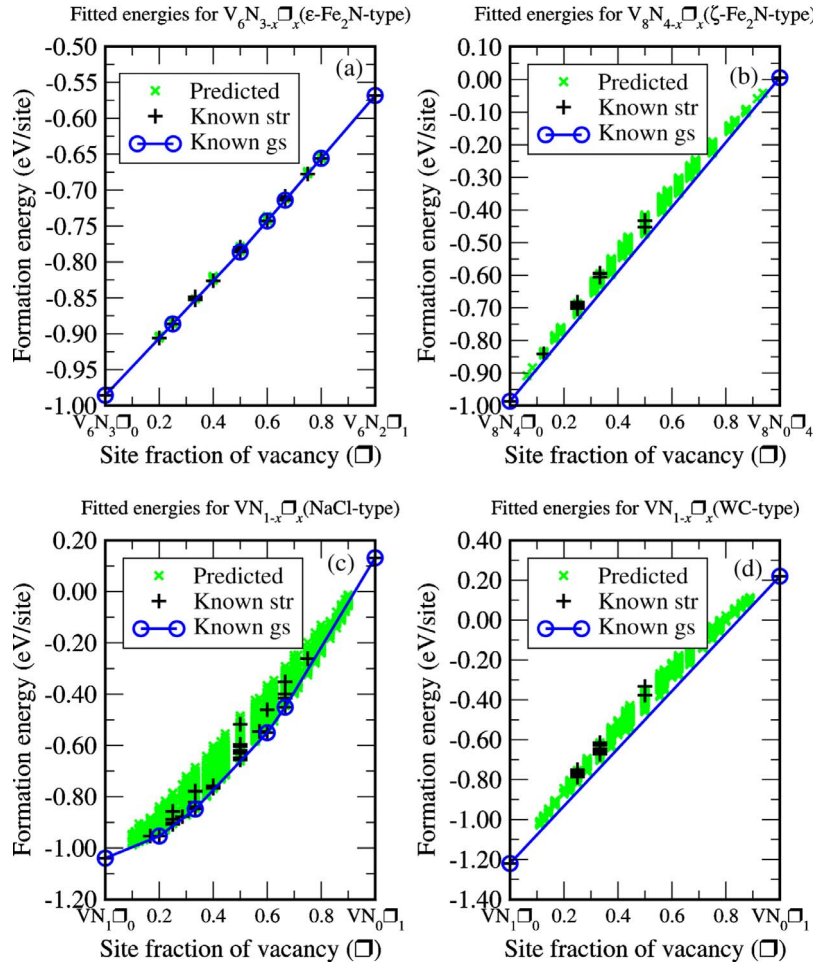 Fitted energies for V₆N₃₋ₓ❒ₓ(ε-Fe₂N-type)
-0.50
-0.55
-0.60
-0.65
-0.70
-0.75
-0.80
-0.85
-0.90
-0.95
-1.00
Formation energy (eV/site)
(a)
Predicted
Known str
Known gs
0.2 0.4 0.6 0.8
V₆N₃❒₀ V₆N₂❒₁
Site fraction of vacancy (❒)
Fitted energies for V₈N₄₋ₓ❒ₓ(ζ-Fe₂N-type)
0.10
0.00
-0.10
-0.20
-0.30
-0.40
-0.50
-0.60
-0.70
-0.80
-0.90
-1.00
Formation energy (eV/site)
(b)
Predicted
Known str
Known gs
0.2 0.4 0.6 0.8
V₈N₄❒₀ V₈N₀❒₄
Site fraction of vacancy (❒)
Fitted energies for VN₁₋ₓ❒ₓ(NaCl-type)
0.20
0.00
-0.20
-0.40
-0.60
-0.80
-1.00
-1.20
Formation energy (eV/site)
(c)
Predicted
Known str
Known gs
0.2 0.4 0.6 0.8
VN₁❒₀ VN₀❒₁
Site fraction of vacancy (❒)
Fitted energies for VN₁₋ₓ❒ₓ(WC-type)
0.40
0.20
0.00
-0.20
-0.40
-0.60
-0.80
-1.00
-1.20
-1.40
Formation energy (eV/site)
(d)
Predicted
Known str
Known gs
0.2 0.4 0.6 0.8
VN₁❒₀ VN₀❒₁
Site fraction of vacancy (❒)